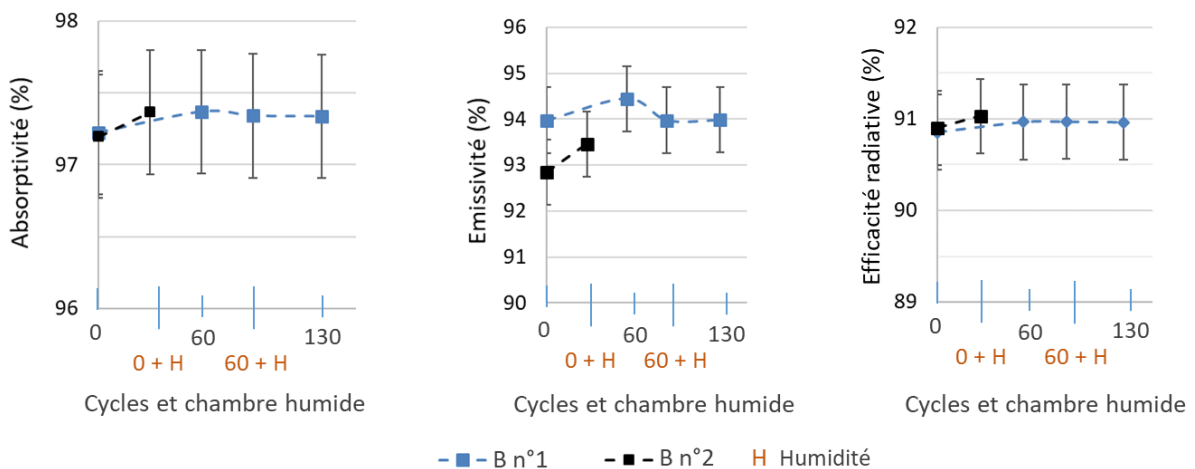 Absorptivité (%)
98
97
96
0
60
130
0 + H
60 + H
Cycles et chambre humide
Emissivité (%)
96
95
94
93
92
91
90
0
60
130
0 + H
60 + H
Cycles et chambre humide
Efficacité radiative (%)
92
91
90
89
0
60
130
0 + H
60 + H
Cycles et chambre humide
B n°1
B n°2
H Humidité